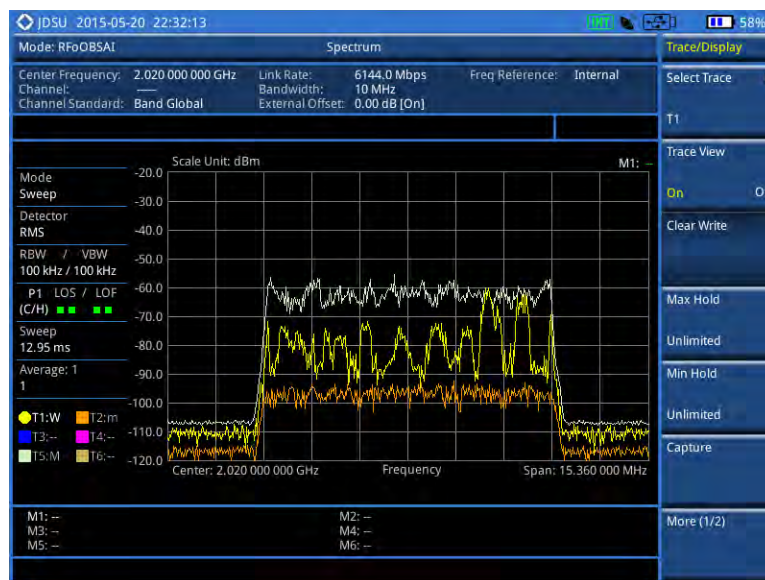 JDSU 2015-05-20 22:32:13
INT
58%
Mode: RFoOBSAI
Spectrum
Trace/Display
Center Frequency: 2.020 000 000 GHz
Link Rate: 6144.0 Mbps
Freq Reference: Internal
Channel: ----
Bandwidth: 10 MHz
Channel Standard: Band Global
External Offset: 0.00 dB [On]
Select Trace
T1
Scale Unit: dBm
M1: --
Mode
Sweep
Detector
RMS
RBW / VBW
100 kHz / 100 kHz
P1 LOS / LOF
(C/H)
Sweep
12.95 ms
Average: 1
1
T1:W T2:m
T3:-- T4:--
T5:M T6:--
-20.0
-30.0
-40.0
-50.0
-60.0
-70.0
-80.0
-90.0
-100.0
-110.0
-120.0
Center: 2.020 000 000 GHz
Frequency
Span: 15.360 000 MHz
Trace View
On O
Clear Write
Max Hold
Unlimited
Min Hold
Unlimited
Capture
More (1/2)
M1: --
M2: --
M3: --
M4: --
M5: --
M6: --